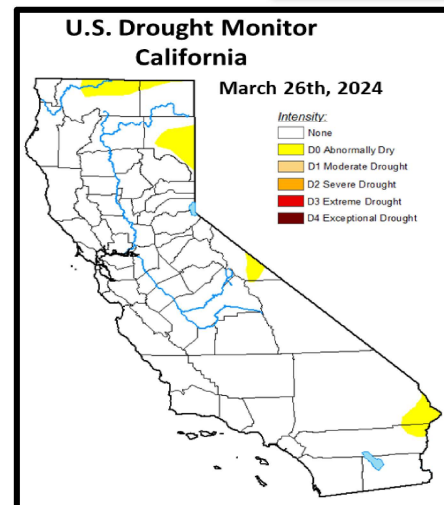 U.S. Drought Monitor
California
March 26th, 2024
Intensity:
None
D0 Abnormally Dry
D1 Moderate Drought
D2 Severe Drought
D3 Extreme Drought
D4 Exceptional Drought